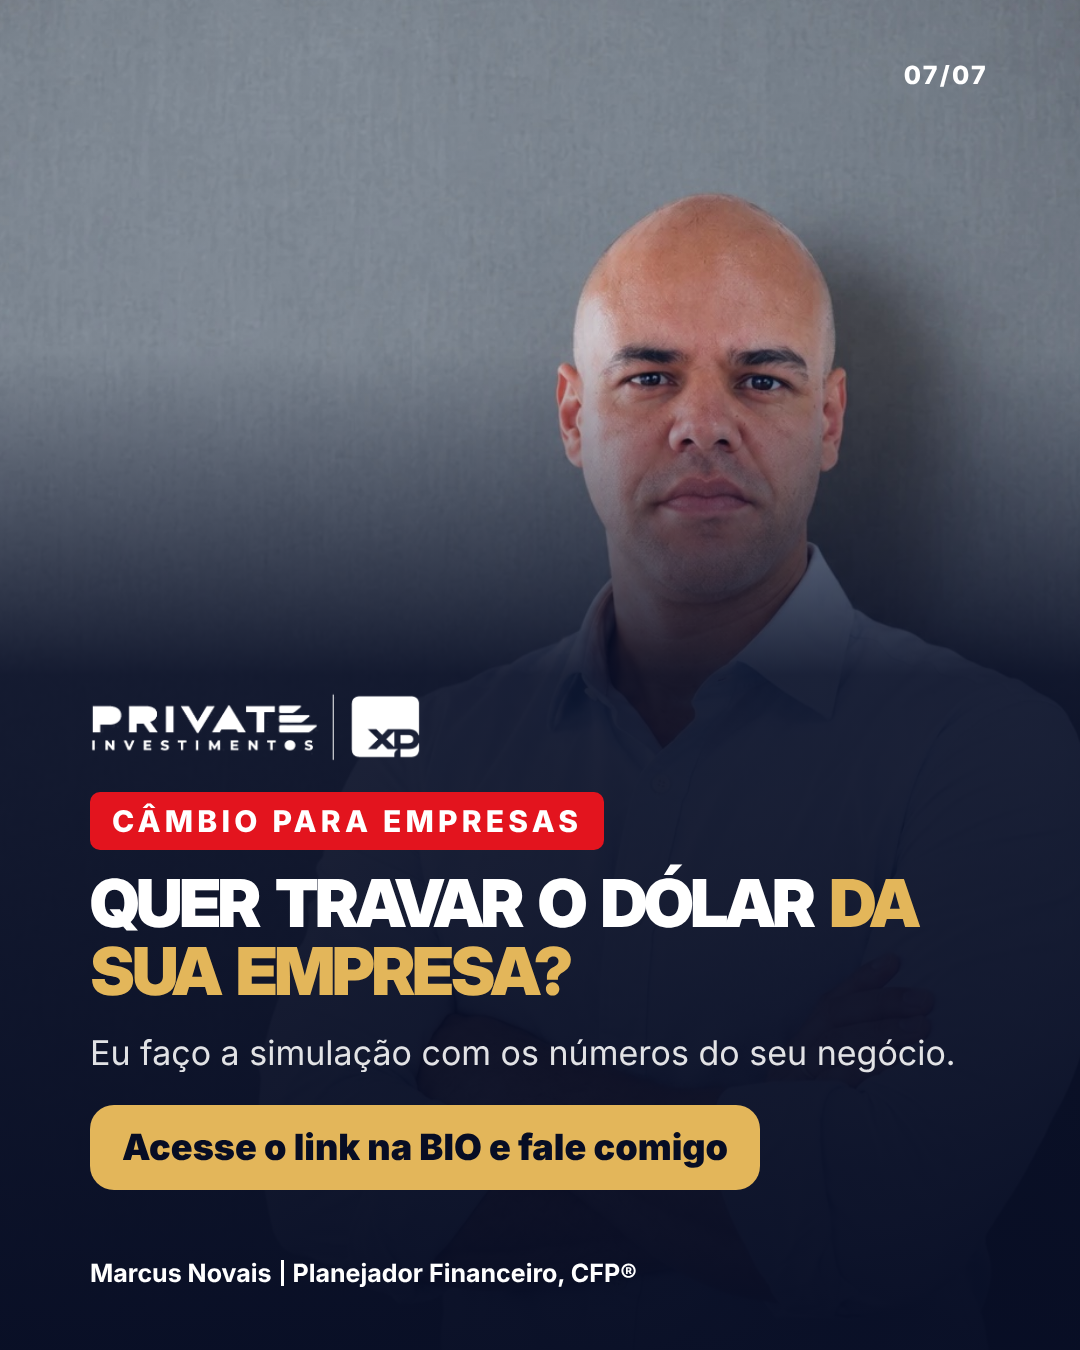 07/07
PRIVATE
INVESTIMENTOS
xp
CÂMBIO PARA EMPRESAS
QUER TRAVAR O DÓLAR DA
SUA EMPRESA?
Eu faço a simulação com os números do seu negócio.
Acesse o link na BIO e fale comigo
Marcus Novais | Planejador Financeiro, CFP®